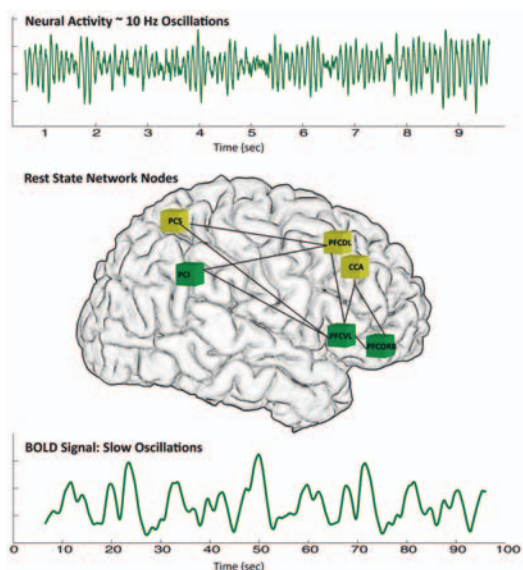 Neural Activity ~ 10 Hz Oscillations
1 2 3 4 5 6 7 8 9
Time (sec)
Rest State Network Nodes
PCS
PFCDL
CCA
PCI
PFCVL
PFCORB
BOLD Signal: Slow Oscillations
0 10 20 30 40 50 60 70 80 90 100
Time (sec)